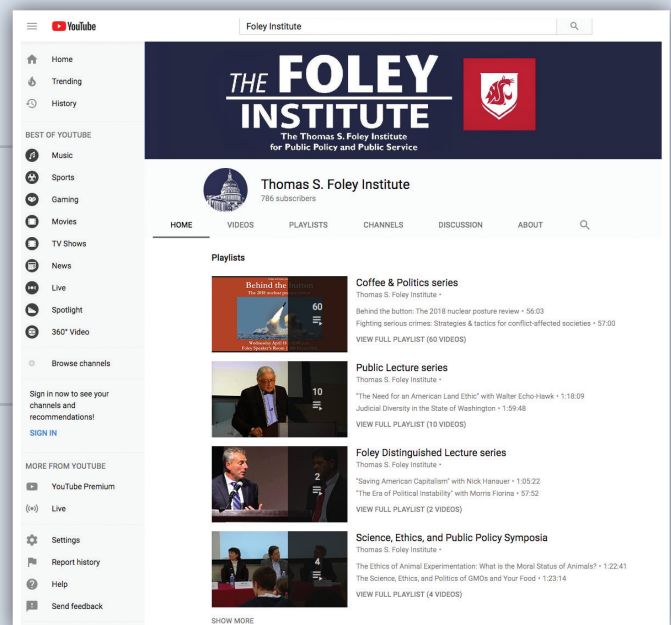 YouTube
Foley Institute
Home
Trending
History
BEST OF YOUTUBE
Music
Sports
Gaming
Movies
TV Shows
News
Live
Spotlight
360° Video
Browse channels
Sign in now to see your
channels and
recommendations!
SIGN IN
MORE FROM YOUTUBE
YouTube Premium
Live
Settings
Report history
Help
Send feedback
THE FOLEY
INSTITUTE
The Thomas S. Foley Institute
for Public Policy and Public Service
Thomas S. Foley Institute
786 subscribers
HOME VIDEOS PLAYLISTS CHANNELS DISCUSSION ABOUT
Playlists
Behind the button
The 2018 nuclear
60
Coffee & Politics series
Thomas S. Foley Institute •
Behind the button: The 2018 nuclear posture review • 56:03
Fighting serious crimes: Strategies & tactics for conflict-affected societies • 57:00
VIEW FULL PLAYLIST (60 VIDEOS)
10
Public Lecture series
Thomas S. Foley Institute •
"The Need for an American Land Ethic" with Walter Echo-Hawk • 1:18:09
Judicial Diversity in the State of Washington • 1:59:48
VIEW FULL PLAYLIST (10 VIDEOS)
2
Foley Distinguished Lecture series
Thomas S. Foley Institute •
"Saving American Capitalism" with Nick Hanauer • 1:05:22
"The Era of Political Instability" with Morris Fiorina • 57:52
VIEW FULL PLAYLIST (2 VIDEOS)
4
Science, Ethics, and Public Policy Symposia
Thomas S. Foley Institute •
The Ethics of Animal Experimentation: What is the Moral Status of Animals? • 1:22:41
The Science, Ethics, and Politics of GMOs and Your Food • 1:23:14
VIEW FULL PLAYLIST (4 VIDEOS)
SHOW MORE